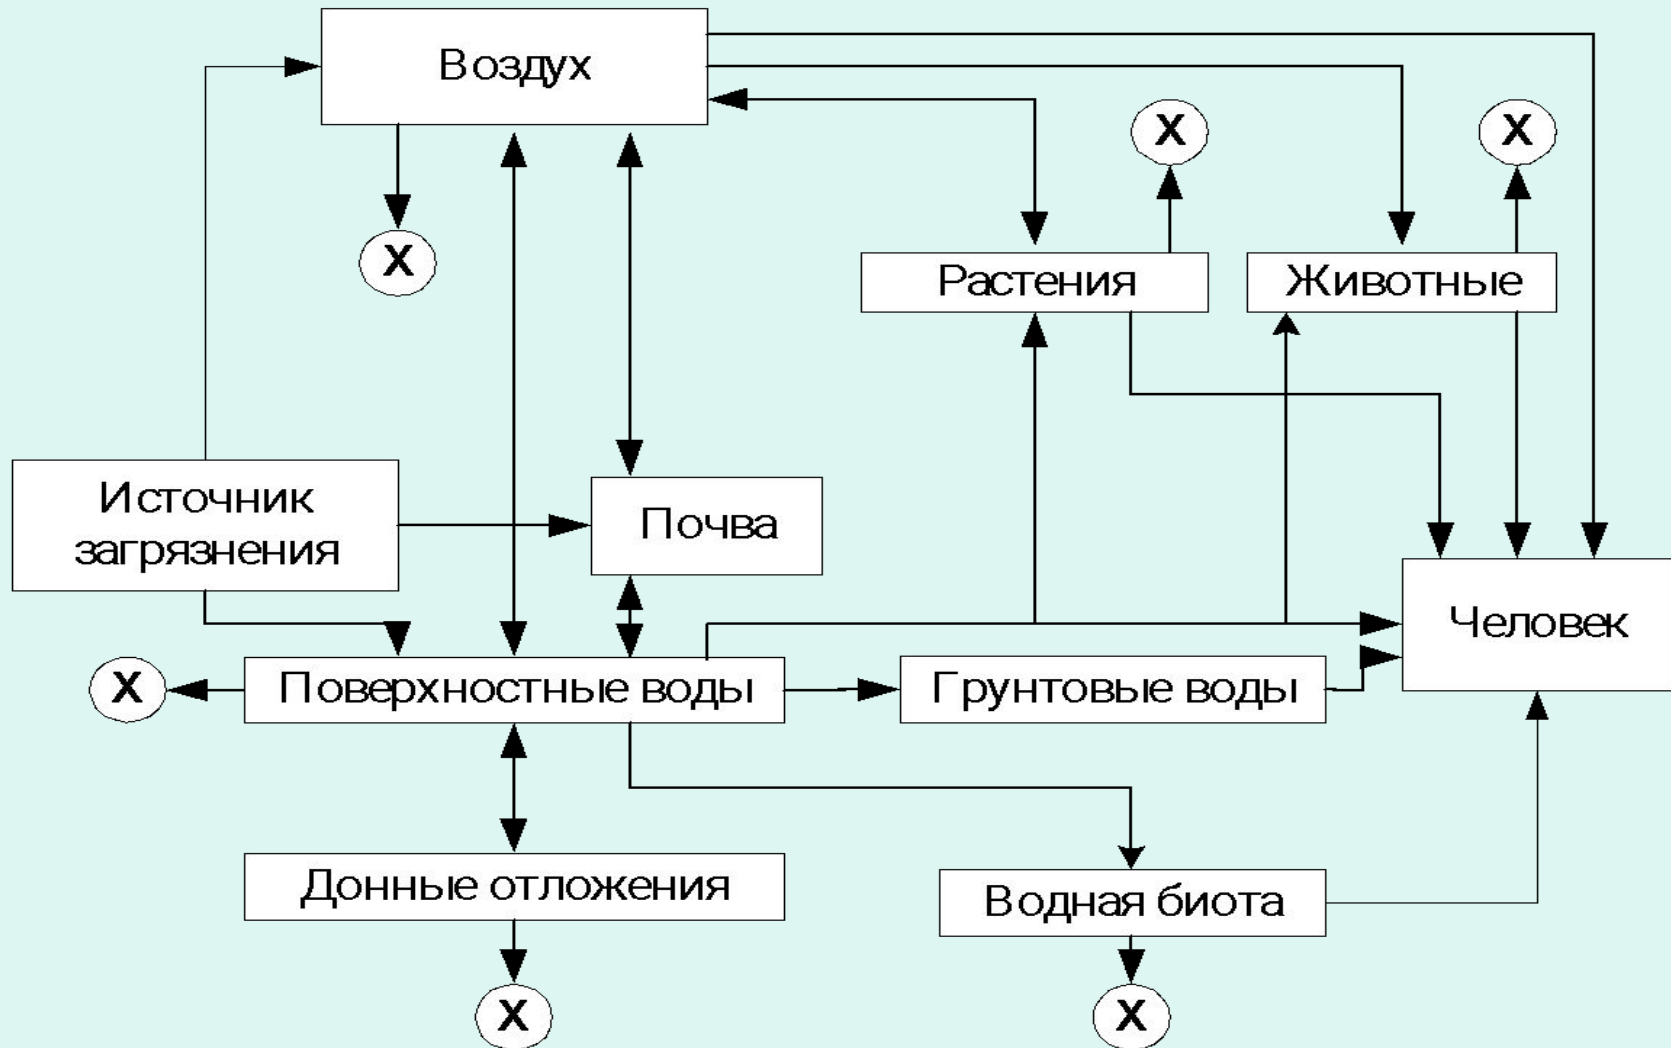 Воздух
X
X
X
Растения
Животные
Источник
загрязнения
Почва
Человек
X
Поверхностные воды
Грунтовые воды
Донные отложения
Водная биота
X
X